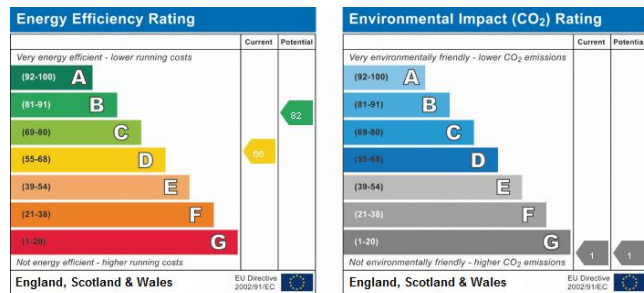 Energy Efficiency Rating
Current Potential
Very energy efficient - lower running costs
(92-100) A
(81-91) B
82
(69-80) C
(55-68) D
66
(39-54) E
(21-38) F
(1-20) G
Not energy efficient - higher running costs
England, Scotland & Wales
EU Directive
2002/91/EC
Environmental Impact (CO2) Rating
Current Potential
Very environmentally friendly - lower CO2 emissions
(92-100) A
(81-91) B
(69-80) C
(55-68) D
(39-54) E
(21-38) F
(1-20) G
1 1
Not environmentally friendly - higher CO2 emissions
England, Scotland & Wales
EU Directive
2002/91/EC